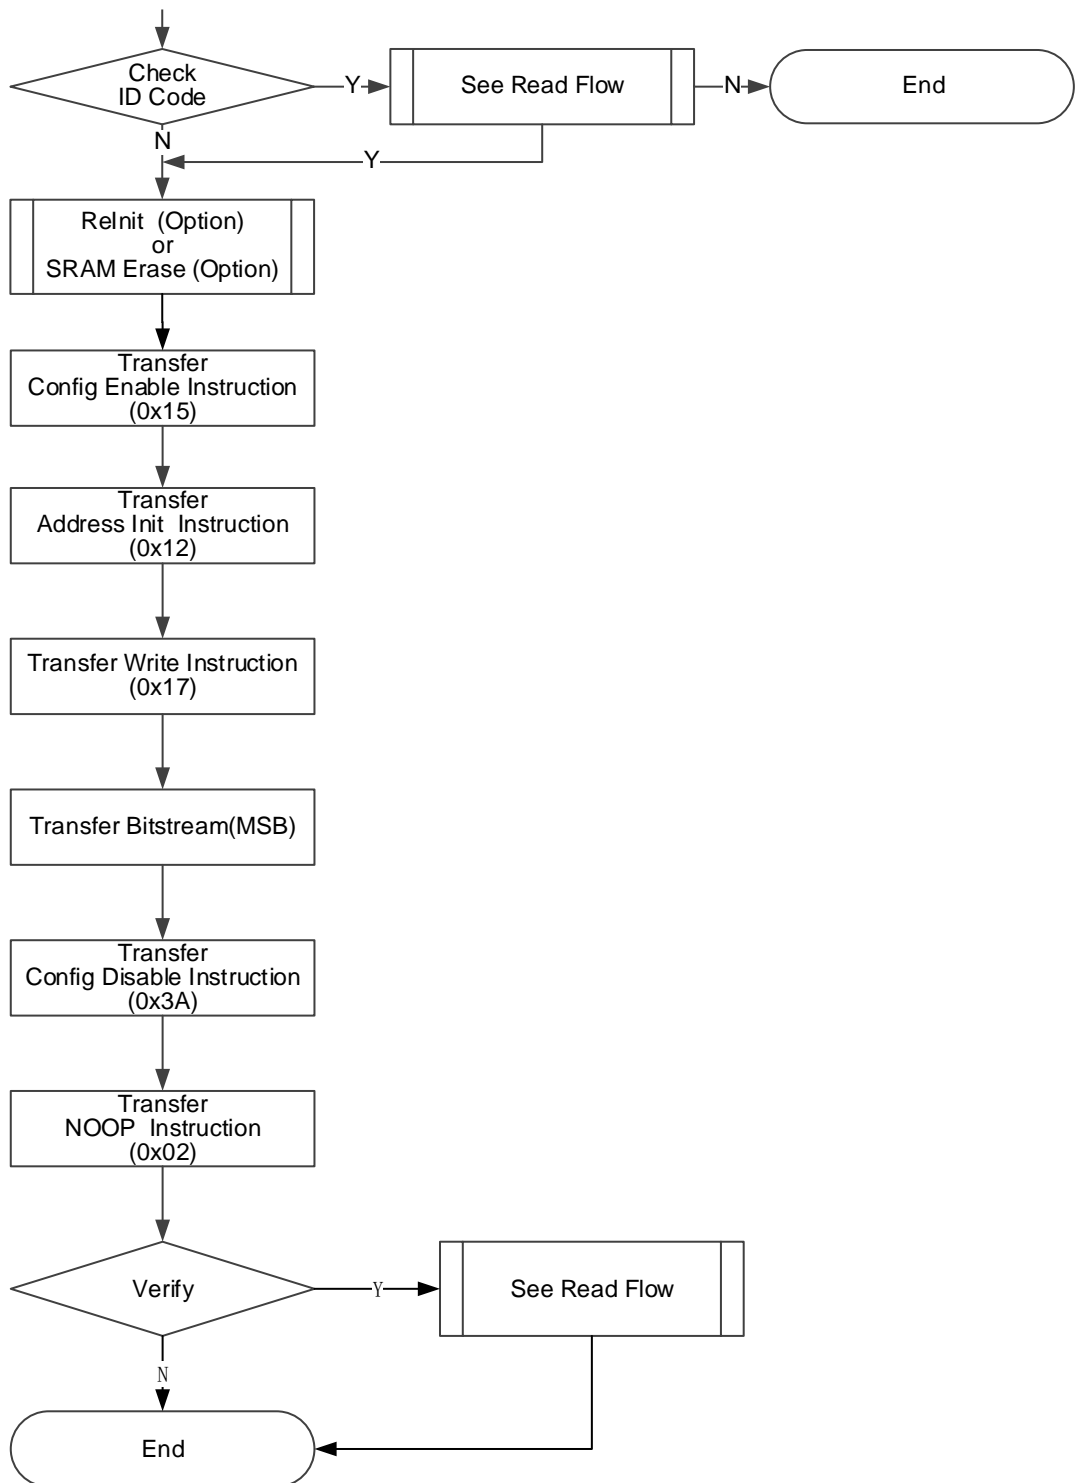 Check
ID Code
Y
See Read Flow
N
End
N
Y
ReInit (Option)
or
SRAM Erase (Option)
Transfer
Config Enable Instruction
(0x15)
Transfer
Address Init Instruction
(0x12)
Transfer Write Instruction
(0x17)
Transfer Bitstream(MSB)
Transfer
Config Disable Instruction
(0x3A)
Transfer
NOOP Instruction
(0x02)
Verify
Y
See Read Flow
N
End